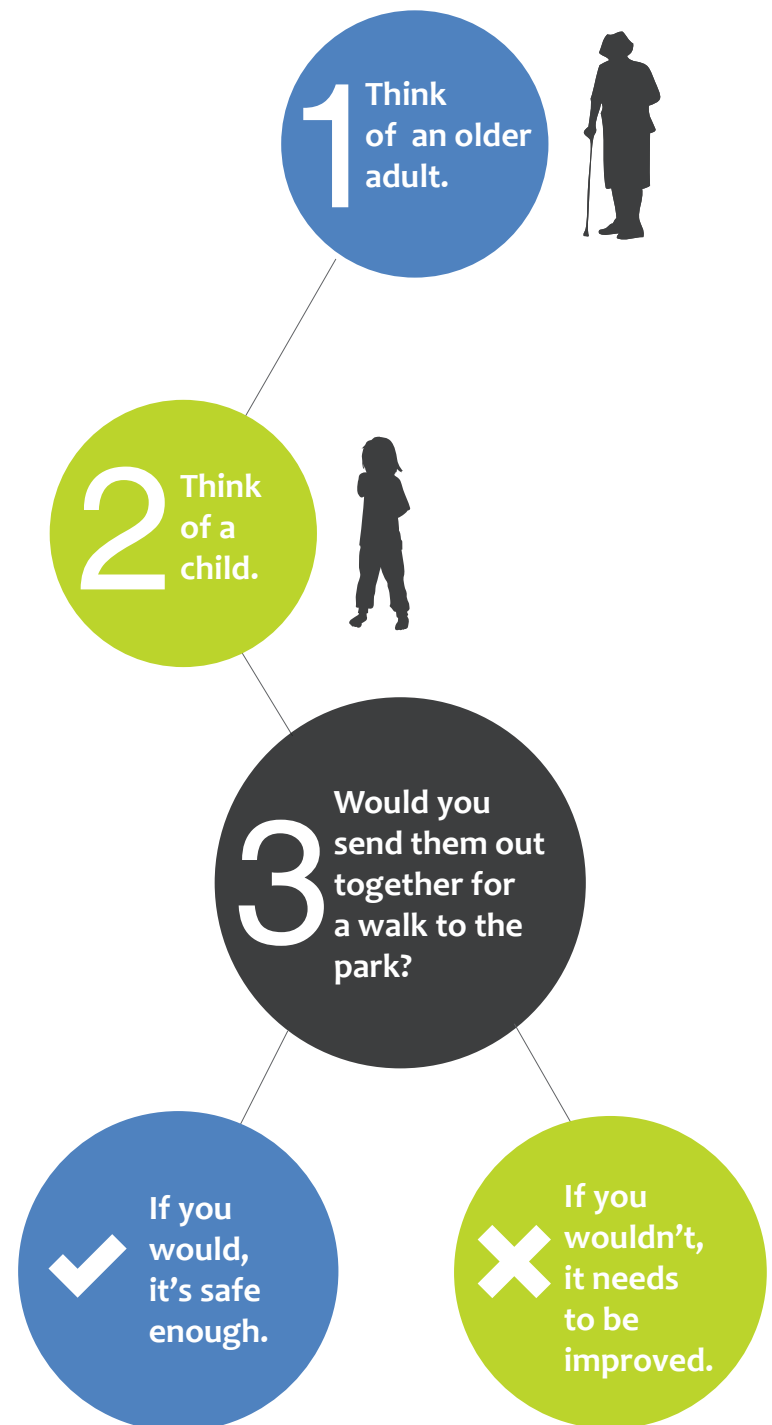 1
Think
of an older
adult.
2
Think
of a
child.
3
Would you
send them out
together for
a walk to the
park?
If you
would,
it’s safe
enough.
If you
wouldn’t,
it needs
to be
improved.